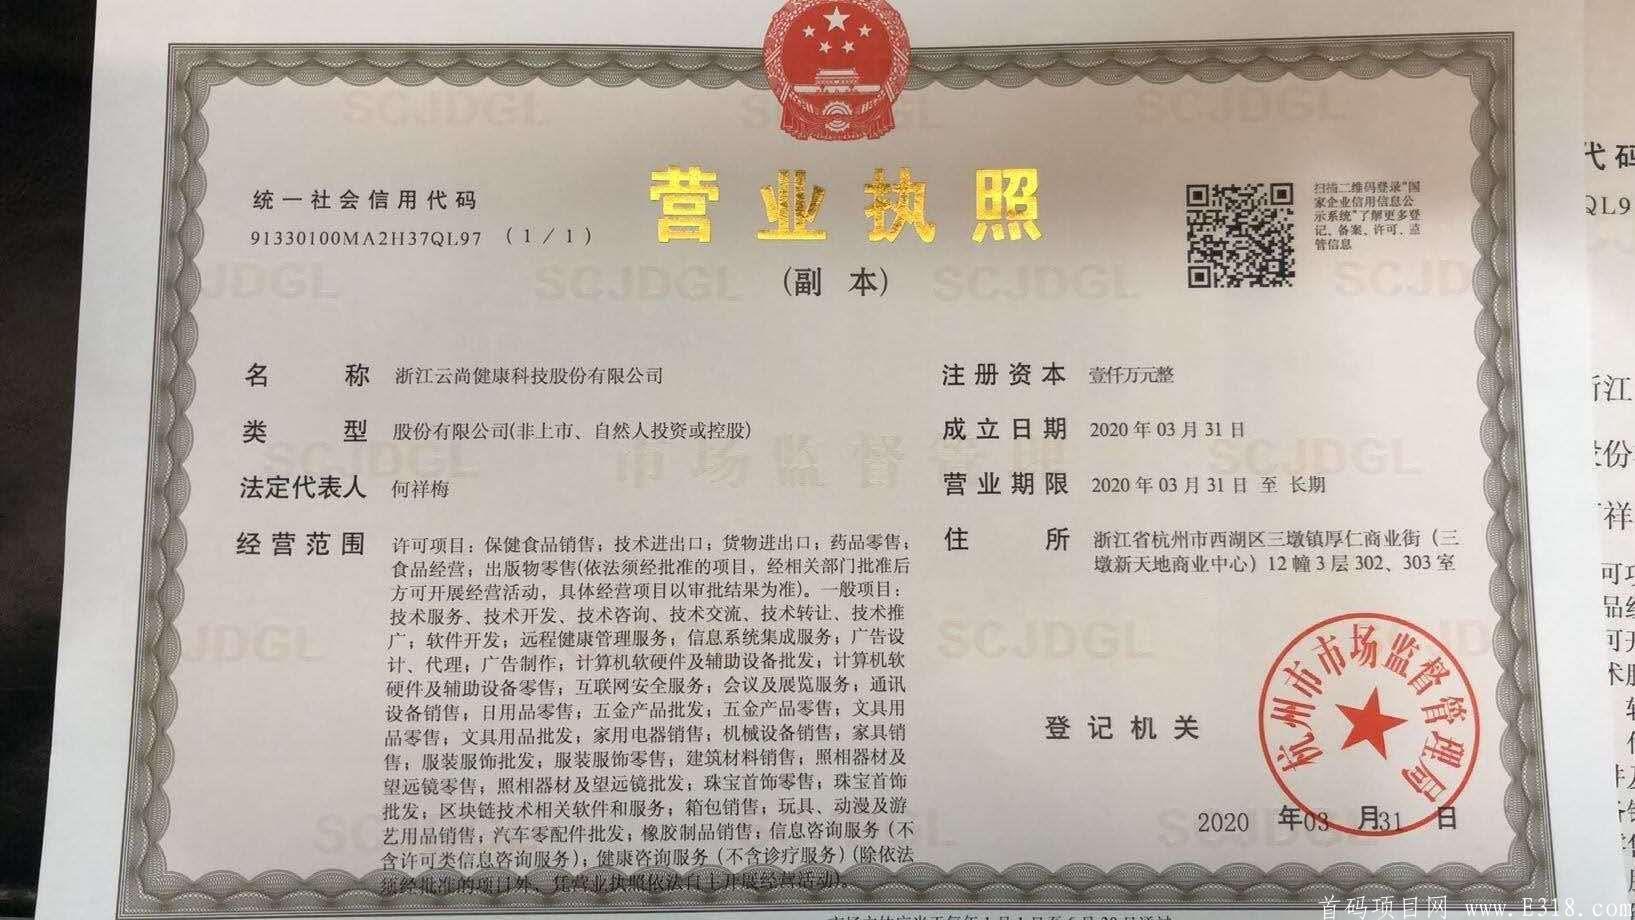 统一社会信用代码
91330100MA2H37QL97 (1/1)
营业执照
(副 本)
扫描二维码登录"国
家企业信用信息公
示系统"了解更多登
记、备案、许可、监
管信息
名 称 浙江云尚健康科技股份有限公司
类 型 股份有限公司(非上市、自然人投资或控股)
法定代表人 何祥梅
经营范围 许可项目：保健食品销售；技术进出口；货物进出口；药品零售；
食品经营；出版物零售(依法须经批准的项目，经相关部门批准后
方可开展经营活动，具体经营项目以审批结果为准)。一般项目：
技术服务、技术开发、技术咨询、技术交流、技术转让、技术推
广；软件开发；远程健康管理服务；信息系统集成服务；广告设
计、代理；广告制作；计算机软硬件及辅助设备批发；计算机软
硬件及辅助设备零售；互联网安全服务；会议及展览服务；通讯
设备销售；日用品零售；五金产品批发；五金产品零售；文具用
品零售；文具用品批发；家用电器销售；机械设备销售；家具销
售；服装服饰批发；服装服饰零售；建筑材料销售；照相器材及
望远镜零售；照相器材及望远镜批发；珠宝首饰零售；珠宝首饰
批发；区块链技术相关软件和服务；箱包销售；玩具、动漫及游
艺用品销售；汽车零配件批发；橡胶制品销售；信息咨询服务（不
含许可类信息咨询服务）；健康咨询服务（不含诊疗服务）(除依法
须经批准的项目外，凭营业执照依法自主开展经营活动)。
注册资本 壹仟万元整
成立日期 2020年03月31日
营业期限 2020年03月31日 至 长期
住 所 浙江省杭州市西湖区三墩镇厚仁商业街（三
墩新天地商业中心）12幢3层302、303室
登记机关
杭州市市场监督管理局
2020 年03 月31 日
SCJDGL
市场监督管理
代码
QL9
首码项目网 www.E318.com